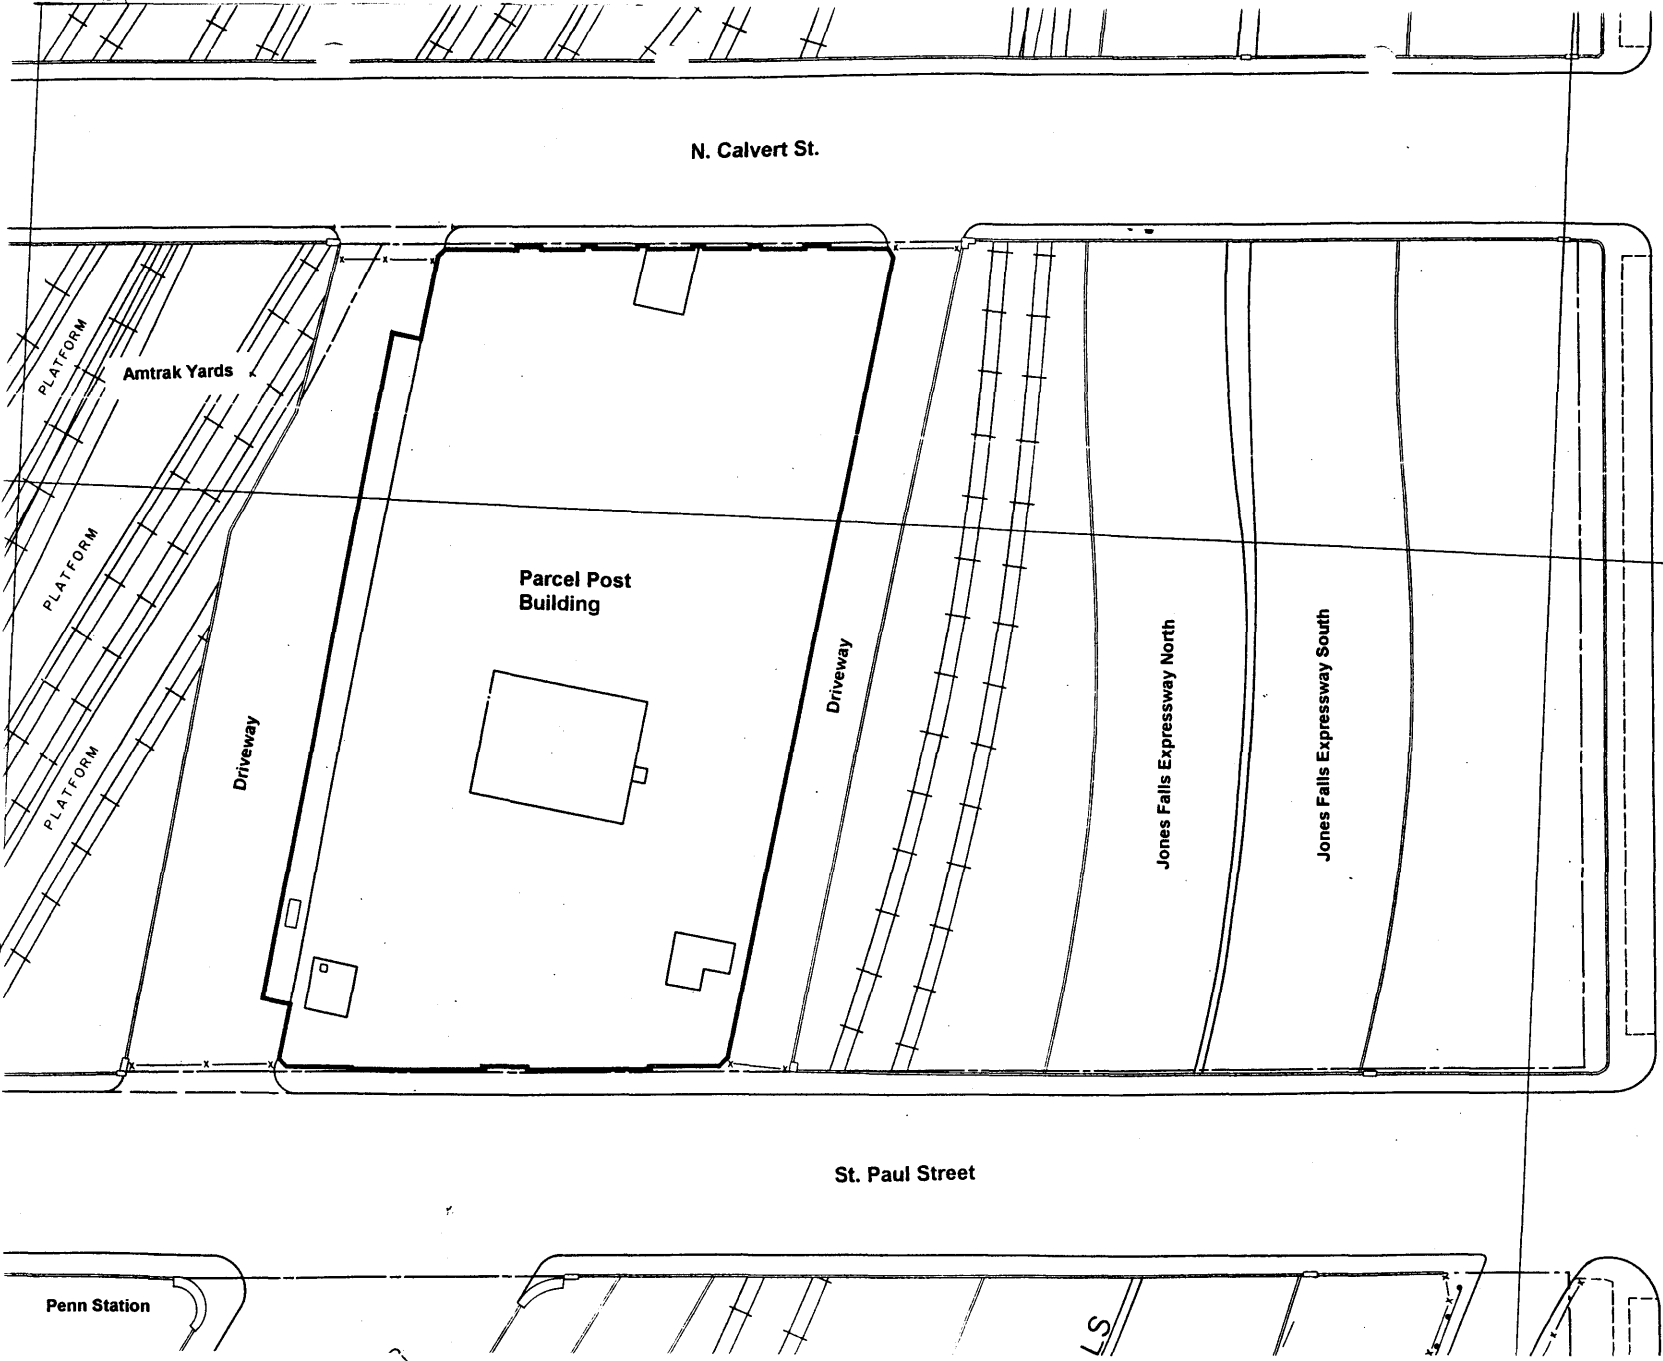 N. Calvert St.
PLATFORM
Amtrak Yards
PLATFORM
Parcel Post
Building
Driveway
Jones Falls Expressway North
Jones Falls Expressway South
Driveway
PLATFORM
St. Paul Street
Penn Station
LS